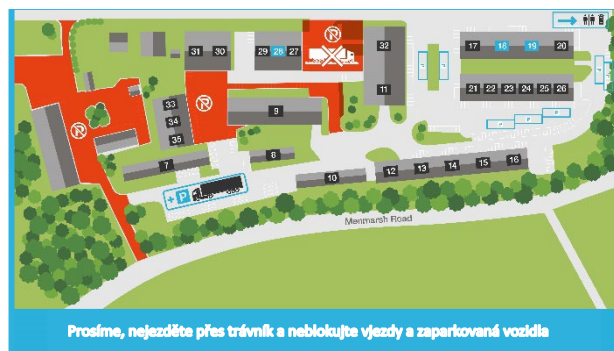 31 30 29 28 27 32 17 18 19 20
33 11 21 22 23 24 25 26
34 9
35
7 8 10 12 13 14 15 16
+ P
Menmarsh Road
Prosíme, nejezděte přes trávník a neblokujte vjezdy a zaparkovaná vozidla